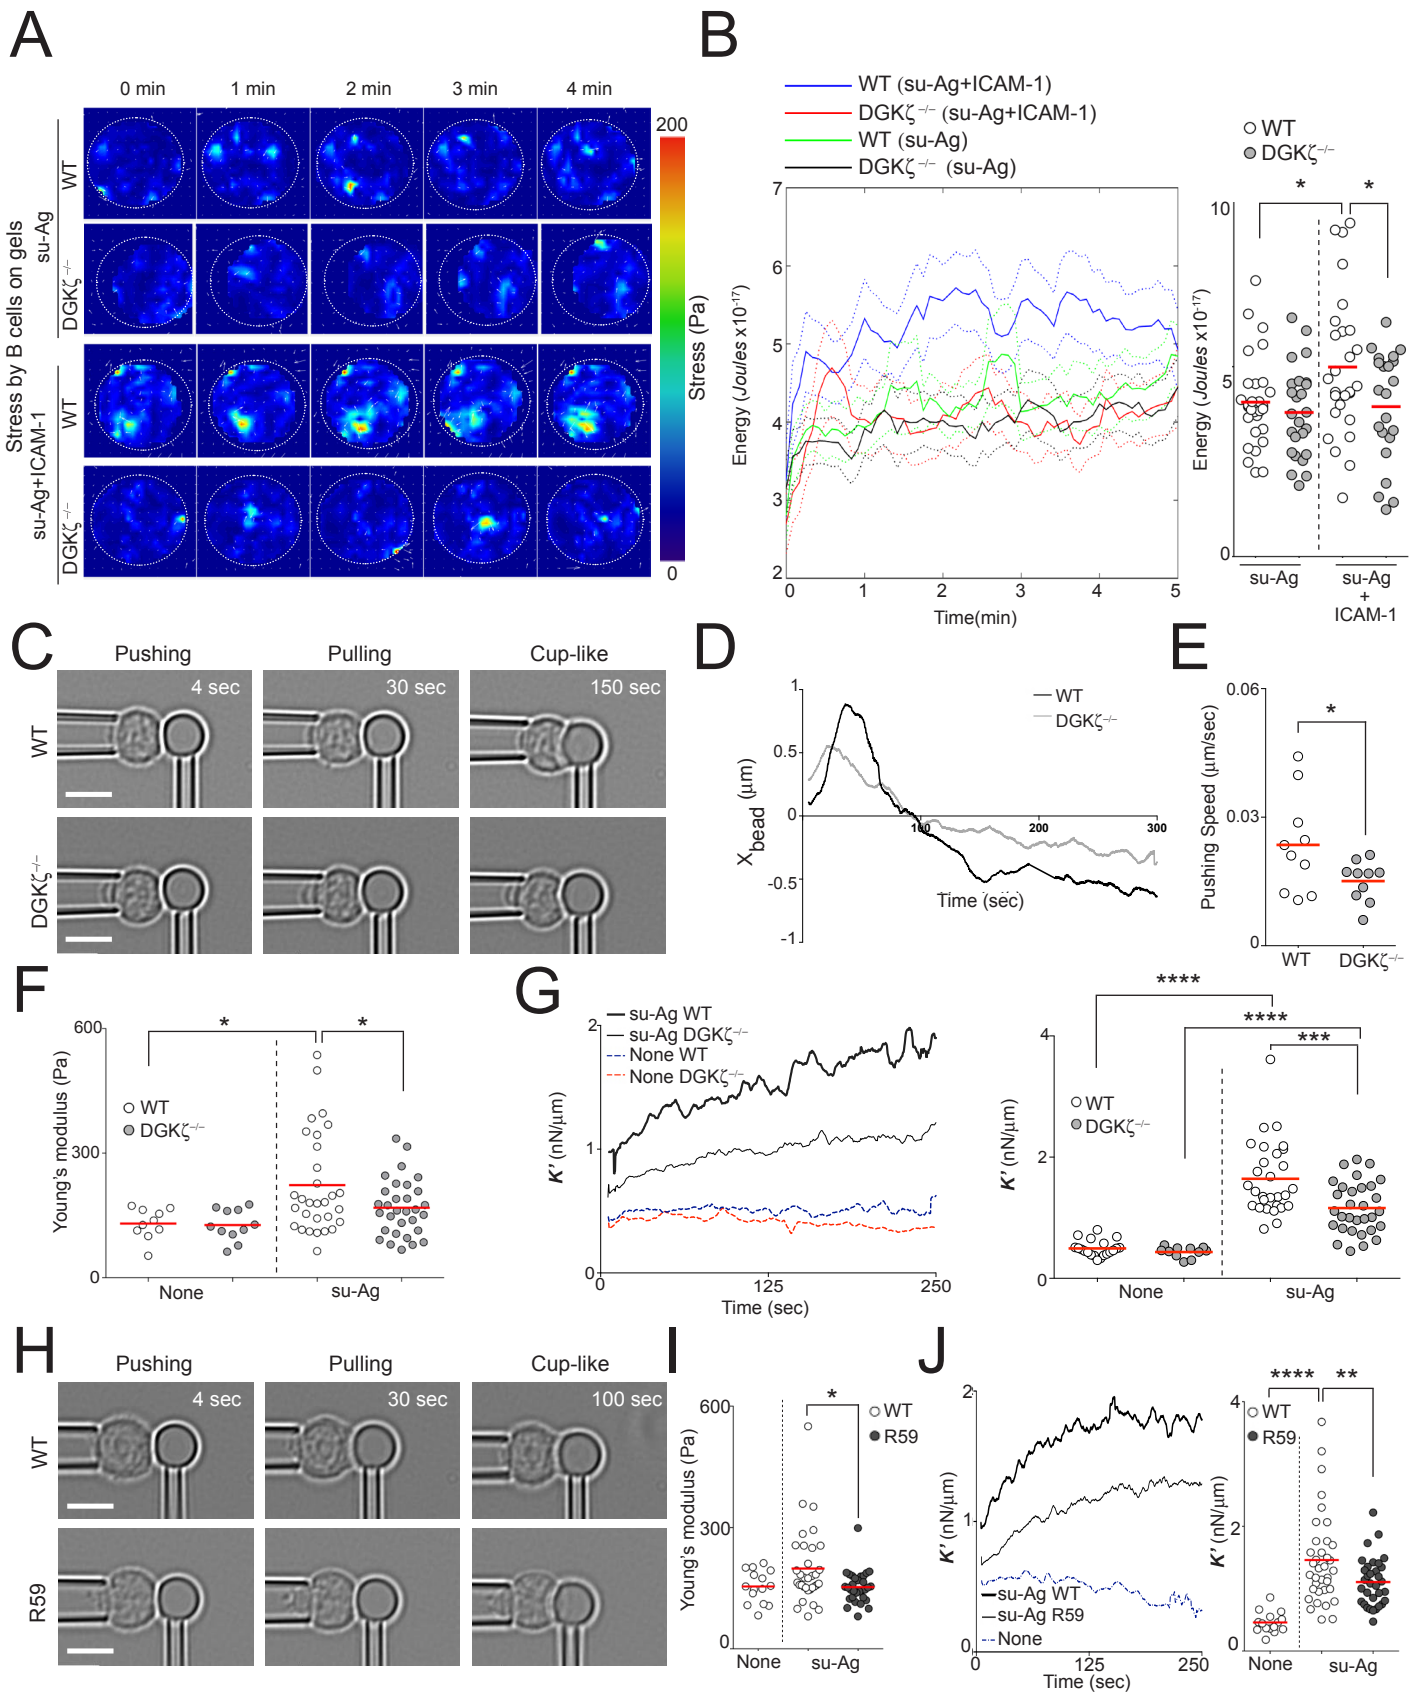 A
0 min 1 min 2 min 3 min 4 min
Stress by B cells on gels
su-Ag
WT
DGKζ−/−
su-Ag+ICAM-1
WT
DGKζ−/−
200
Stress (Pa)
0
B
WT (su-Ag+ICAM-1)
DGKζ−/− (su-Ag+ICAM-1)
WT (su-Ag)
DGKζ−/− (su-Ag)
Energy (Joules x10-17)
7
6
5
4
3
2
0 1 2 3 4 5
Time(min)
WT
DGKζ−/−
* *
Energy (Joules x10-17)
10
5
0
su-Ag su-Ag
+
ICAM-1
C
Pushing Pulling Cup-like
WT
4 sec 30 sec 150 sec
DGKζ−/−
D
WT
DGKζ−/−
Xbead (μm)
1
0.5
0
-0.5
-1
100 200 300
Time (sec)
E
Pushing Speed (μm/sec)
0.06
0.03
0
*
WT DGKζ−/−
F
Young's modulus (Pa)
600
300
0
* *
WT
DGKζ−/−
None su-Ag
G
su-Ag WT
su-Ag DGKζ−/−
None WT
None DGKζ−/−
K' (nN/μm)
2
1
0
0 125 250
Time (sec)
****
****
***
WT
DGKζ−/−
K' (nN/μm)
4
2
0
None su-Ag
H
Pushing Pulling Cup-like
WT
4 sec 30 sec 100 sec
R59
I
Young's modulus (Pa)
600
300
0
*
WT
R59
None su-Ag
J
K' (nN/μm)
2
1
0
su-Ag WT
su-Ag R59
None
0 125 250
Time (sec)
**** **
WT
R59
K' (nN/μm)
4
2
0
None su-Ag